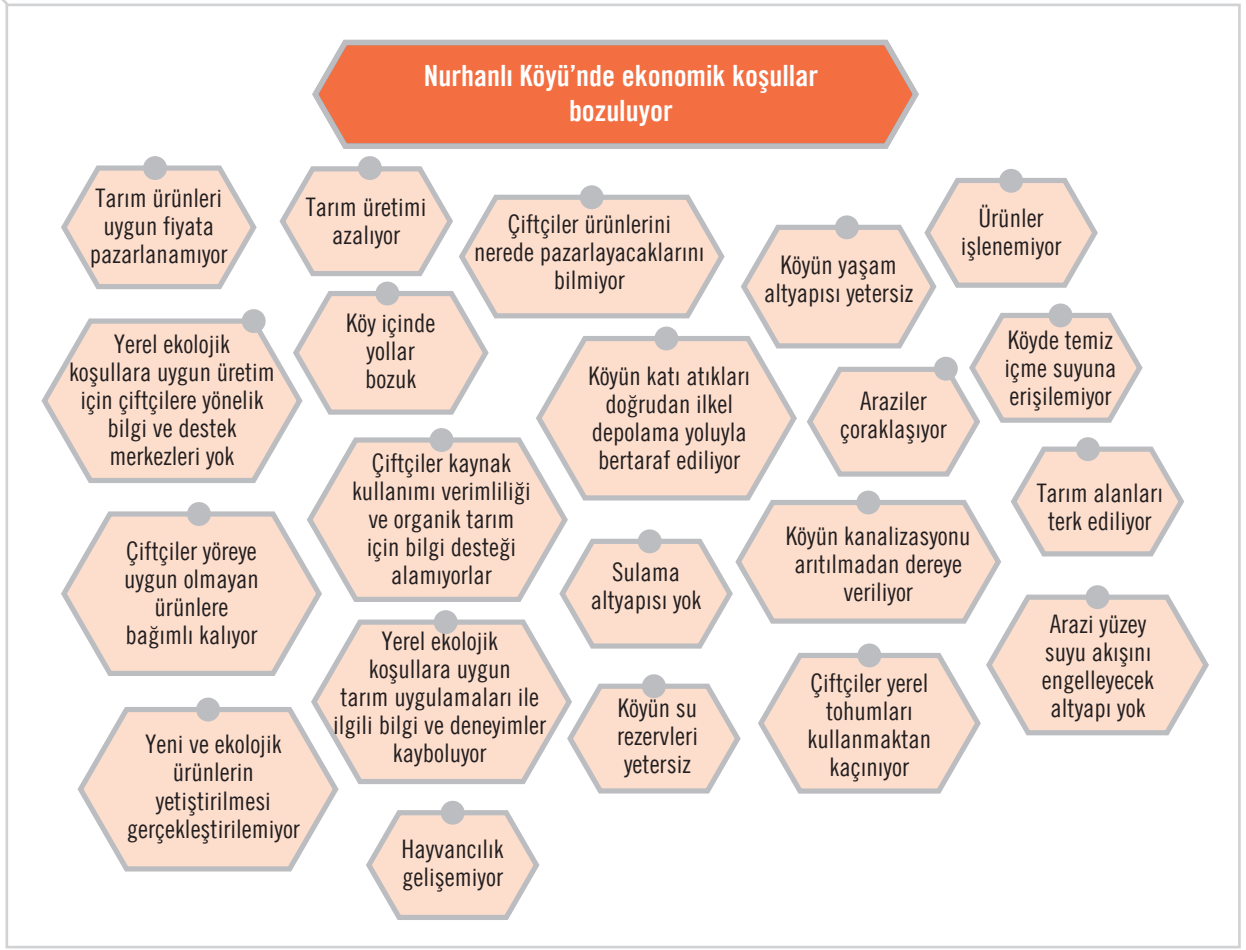 Nurhanlı Köyü’nde ekonomik koşullar
bozuluyor
Tarım ürünleri
uygun fiyata
pazarlanamıyor
Tarım üretimi
azalıyor
Çiftçiler ürünlerini
nerede pazarlayacaklarını
bilmiyor
Köyün yaşam
altyapısı yetersiz
Ürünler
işlenemiyor
Yerel ekolojik
koşullara uygun üretim
için çiftçilere yönelik
bilgi ve destek
merkezleri yok
Köy içinde
yollar
bozuk
Köyün katı atıkları
doğrudan ilkel
depolama yoluyla
bertaraf ediliyor
Araziler
çoraklaşıyor
Köyde temiz
içme suyuna
erişilemiyor
Çiftçiler kaynak
kullanımı verimliliği
ve organik tarım
için bilgi desteği
alamıyorlar
Tarım alanları
terk ediliyor
Çiftçiler yöreye
uygun olmayan
ürünlere
bağımlı kalıyor
Sulama
altyapısı yok
Köyün kanalizasyonu
arıtılmadan dereye
veriliyor
Arazi yüzey
suyu akışını
engelleyecek
altyapı yok
Yerel ekolojik
koşullara uygun
tarım uygulamaları ile
ilgili bilgi ve deneyimler
kayboluyor
Köyün su
rezervleri
yetersiz
Çiftçiler yerel
tohumları
kullanmaktan
kaçınıyor
Yeni ve ekolojik
ürünlerin
yetiştirilmesi
gerçekleştirilemiyor
Hayvancılık
gelişemiyor